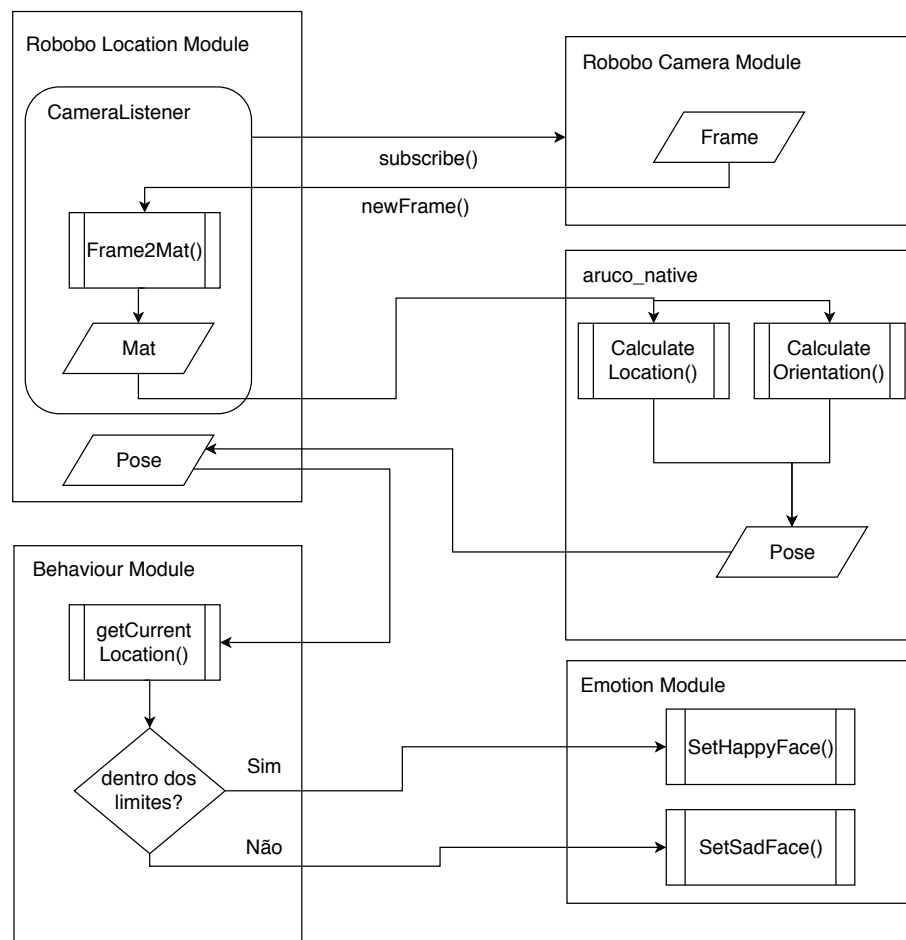 Robobo Location Module
CameraListener
Frame2Mat()
Mat
Pose
subscribe()
newFrame()
Robobo Camera Module
Frame
aruco_native
Calculate
Location()
Calculate
Orientation()
Pose
Behaviour Module
getCurrent
Location()
dentro dos
limites?
Sim
Não
Emotion Module
SetHappyFace()
SetSadFace()